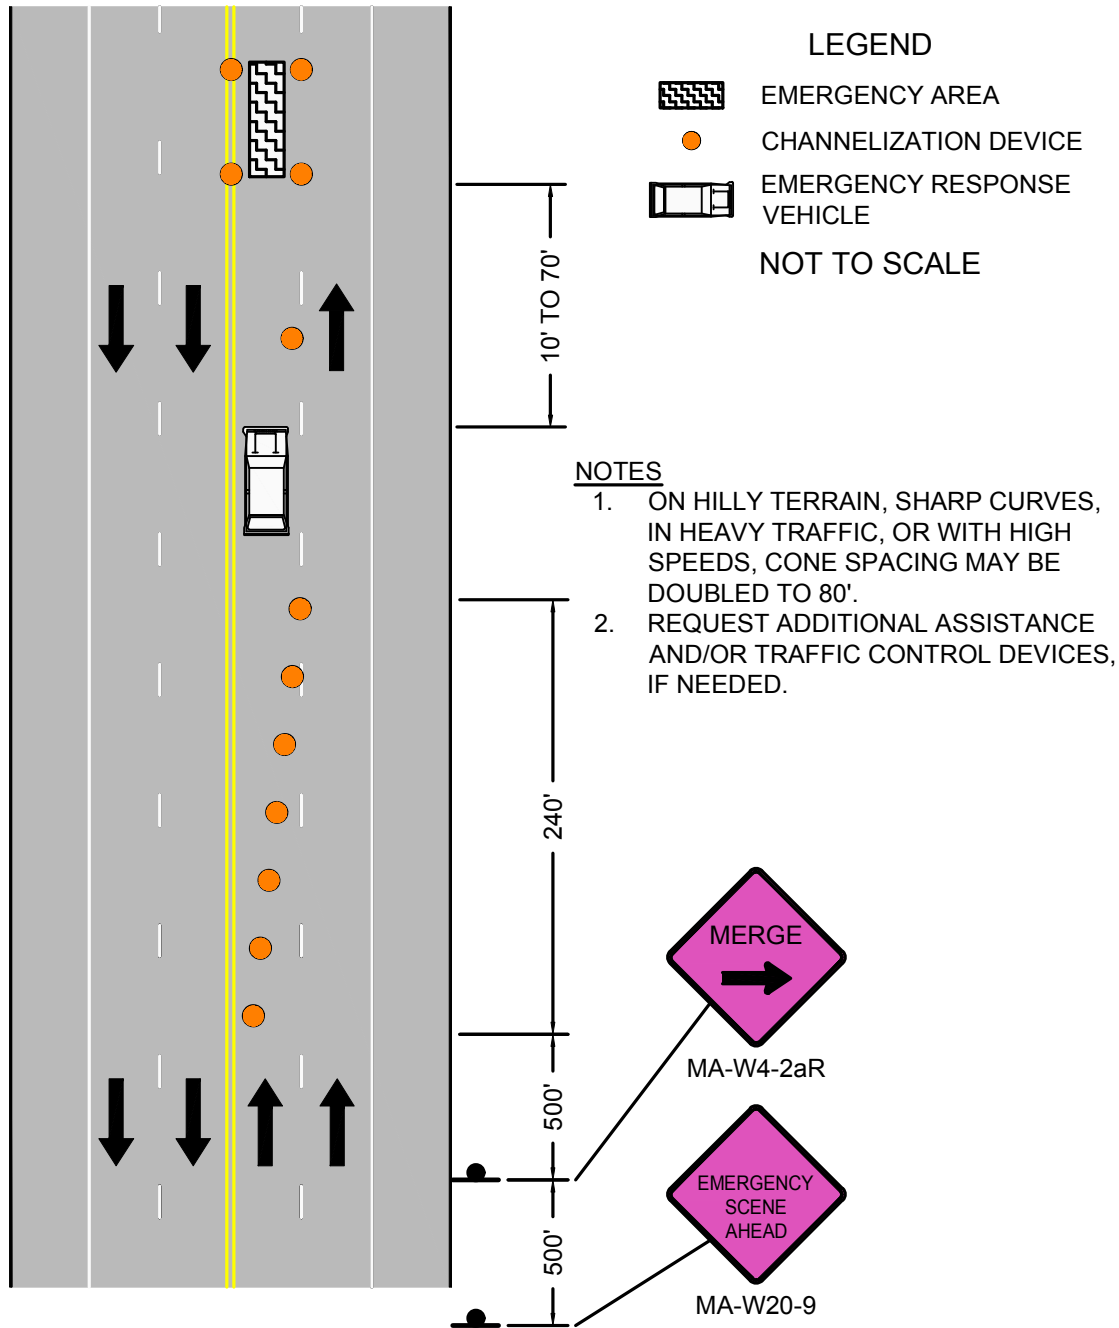 LEGEND
EMERGENCY AREA
CHANNELIZATION DEVICE
EMERGENCY RESPONSE
VEHICLE
NOT TO SCALE
10' TO 70'
NOTES
1. ON HILLY TERRAIN, SHARP CURVES,
IN HEAVY TRAFFIC, OR WITH HIGH
SPEEDS, CONE SPACING MAY BE
DOUBLED TO 80'.
2. REQUEST ADDITIONAL ASSISTANCE
AND/OR TRAFFIC CONTROL DEVICES,
IF NEEDED.
240'
MERGE
MA-W4-2aR
500'
EMERGENCY
SCENE
AHEAD
500'
MA-W20-9